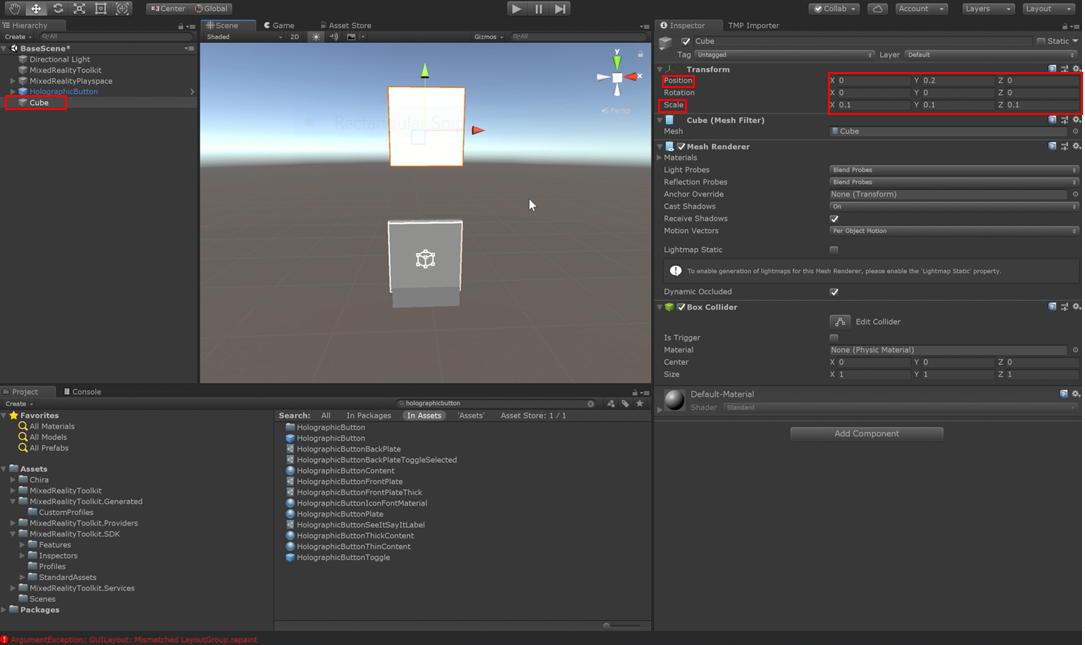 Center Global
Collab Account Layers Layout
Hierarchy
Create All
BaseScene*
Directional Light
MixedRealityToolkit
MixedRealityPlayspace
HolographicButton
Cube
Scene Game Asset Store
Shaded 2D Gizmos All
y
x
Persp
Rectangular Snip
Inspector TMP Importer
Cube Static
Tag Untagged Layer Default
Transform
Position X 0 Y 0.2 Z 0
Rotation X 0 Y 0 Z 0
Scale X 0.1 Y 0.1 Z 0.1
Cube (Mesh Filter)
Mesh Cube
Mesh Renderer
Materials
Light Probes Blend Probes
Reflection Probes Blend Probes
Anchor Override None (Transform)
Cast Shadows On
Receive Shadows
Motion Vectors Per Object Motion
Lightmap Static
To enable generation of lightmaps for this Mesh Renderer, please enable the 'Lightmap Static' property.
Dynamic Occluded
Box Collider
Edit Collider
Is Trigger
Material None (Physic Material)
Center X 0 Y 0 Z 0
Size X 1 Y 1 Z 1
Default-Material
Shader Standard
Add Component
Project Console
Create holographicbutton
Favorites
All Materials
All Models
All Prefabs
Assets
Chira
MixedRealityToolkit
MixedRealityToolkit.Generated
CustomProfiles
MixedRealityToolkit.Providers
MixedRealityToolkit.SDK
Features
Inspectors
Profiles
StandardAssets
MixedRealityToolkit.Services
Scenes
Packages
Search: All In Packages In Assets 'Assets' Asset Store: 1 / 1
HolographicButton
HolographicButton
HolographicButtonBackPlate
HolographicButtonBackPlateToggleSelected
HolographicButtonContent
HolographicButtonFrontPlate
HolographicButtonFrontPlateThick
HolographicButtonIconFontMaterial
HolographicButtonPlate
HolographicButtonSeeItSayItLabel
HolographicButtonThickContent
HolographicButtonThinContent
HolographicButtonToggle
ArgumentException: GUILayout: Mismatched LayoutGroup.repaint